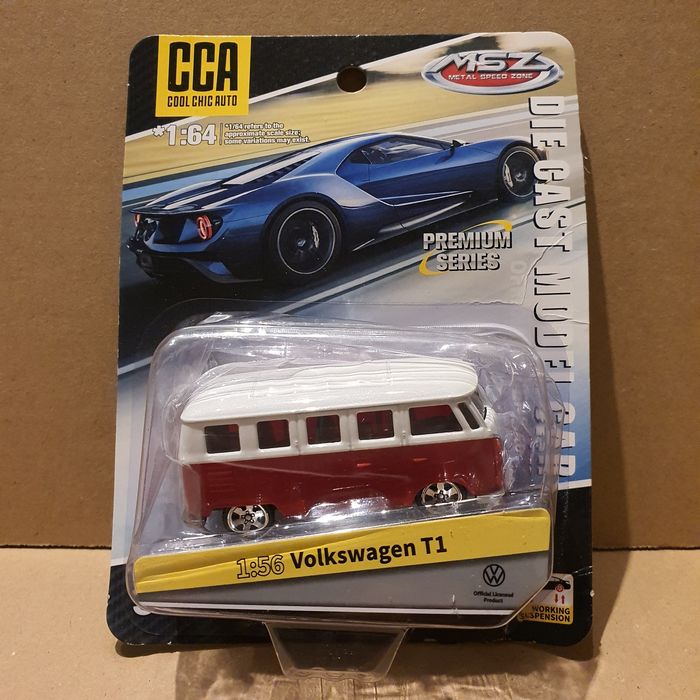 CCA
COOL CHIC AUTO
MSZ
METAL SPEED ZONE
*1:64
*1/64 refers to the
approximate scale size;
some variations may exist.
DIE CAST MODEL CAR
PREMIUM
SERIES
1:56 Volkswagen T1
Official Licensed
Product
WORKING
SUSPENSION